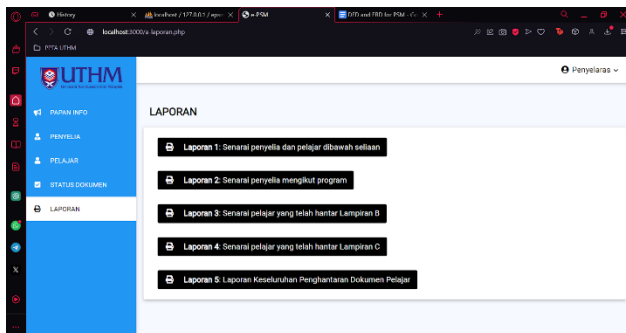 History
localhost / 127.0.0.1 / epsm
e-PSM
DFD and ERD for PSM
localhost:3000/e-laporan.php
PPTA UTHM
UTHM
Penyelaras
PAPAN INFO
PENYELIA
PELAJAR
STATUS DOKUMEN
LAPORAN
LAPORAN
Laporan 1: Senarai penyelia dan pelajar dibawah seliaan
Laporan 2: Senarai penyelia mengikut program
Laporan 3: Senarai pelajar yang telah hantar Lampiran B
Laporan 4: Senarai pelajar yang telah hantar Lampiran C
Laporan 5: Laporan Keseluruhan Penghantaran Dokumen Pelajar